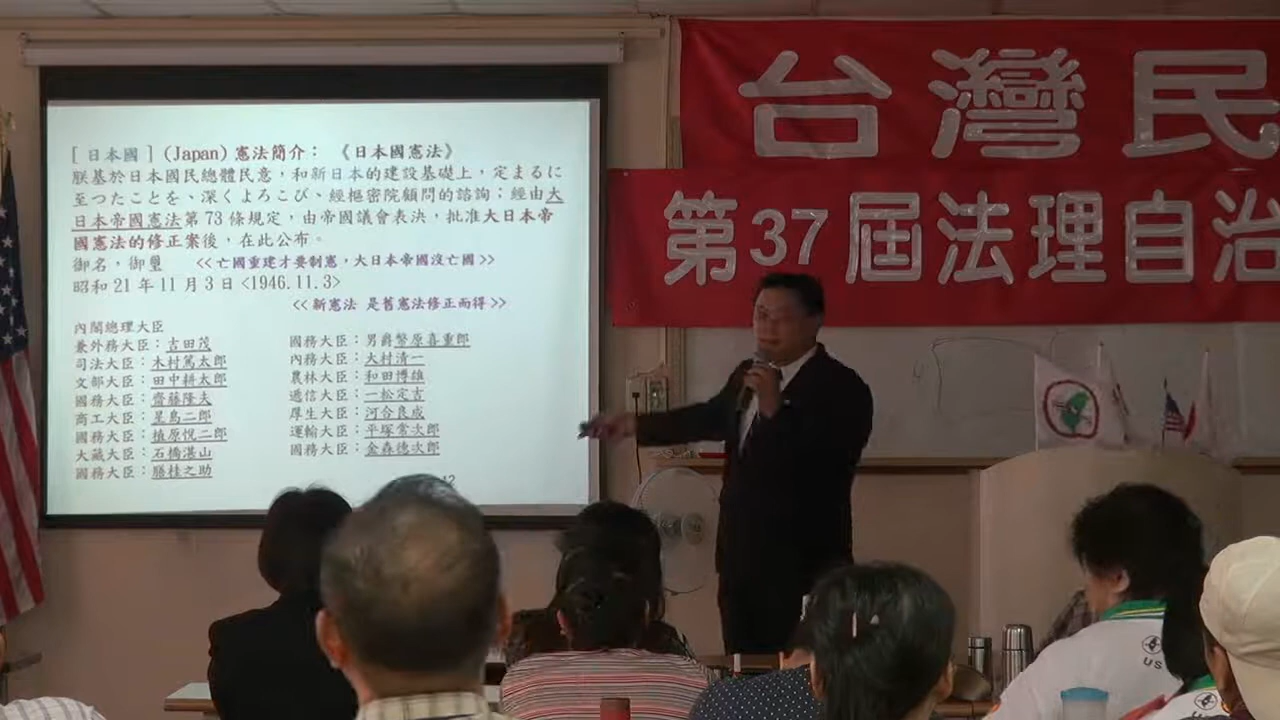 [ 日本國 ] (Japan) 憲法簡介： 《日本國憲法》
朕基於日本國民總體民意，和新日本的建設基礎上，定まるに
至つたことを、深くよろこび、經樞密院顧問的諮詢；經由大
日本帝國憲法第 73 條規定，由帝國議會表決，批准大日本帝
國憲法的修正案後，在此公布。
御名，御璽 <<亡國重建才要制憲，大日本帝國沒亡國>>
昭和 21 年 11 月 3 日 <1946.11.3>
<<新憲法 是舊憲法修正而得>>
內閣總理大臣
兼外務大臣：吉田茂
司法大臣：木村篤太郎
文部大臣：田中耕太郎
國務大臣：齋藤隆夫
商工大臣：星島二郎
國務大臣：植原悅二郎
大藏大臣：石橋湛山
國務大臣：膳桂之助
國務大臣：男爵幣原喜重郎
內務大臣：大村清一
農林大臣：和田博雄
遞信大臣：一松定吉
厚生大臣：河合良成
運輸大臣：平塚常次郎
國務大臣：金森德次郎
12
台灣民
第37屆法理自治
US